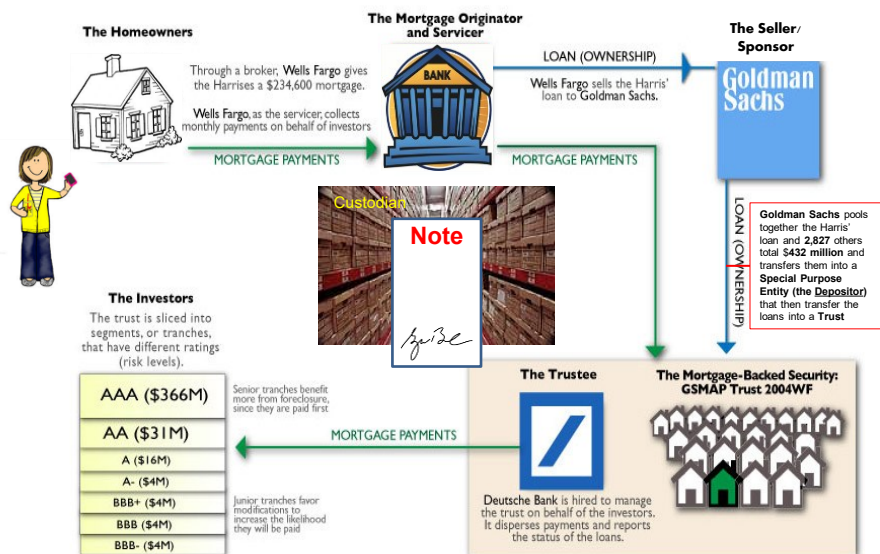 The Homeowners
Through a broker, Wells Fargo gives
the Harrises a $234,600 mortgage.
Wells Fargo, as the servicer, collects
monthly payments on behalf of investors
MORTGAGE PAYMENTS
The Mortgage Originator
and Servicer
BANK
LOAN (OWNERSHIP)
Wells Fargo sells the Harris'
loan to Goldman Sachs.
MORTGAGE PAYMENTS
The Seller/
Sponsor
Goldman
Sachs
LOAN (OWNERSHIP)
Goldman Sachs pools
together the Harris'
loan and 2,827 others
total $432 million and
transfers them into a
Special Purpose
Entity (the Depositor)
that then transfer the
loans into a Trust
Custodian
Note
The Investors
The trust is sliced into
segments, or tranches,
that have different ratings
(risk levels).
AAA ($366M)
AA ($31M)
A ($16M)
A- ($4M)
BBB+ ($4M)
BBB ($4M)
BBB- ($4M)
Senior tranches benefit
more from foreclosure,
since they are paid first
Junior tranches favor
modifications to
increase the likelihood
they will be paid
MORTGAGE PAYMENTS
The Trustee
Deutsche Bank is hired to manage
the trust on behalf of the investors.
It disperses payments and reports
the status of the loans.
The Mortgage-Backed Security:
GSMAP Trust 2004WF